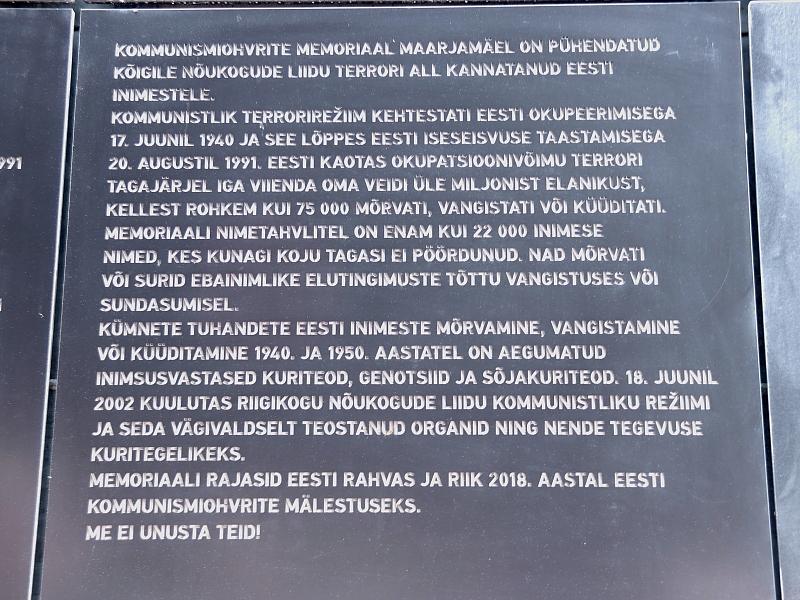 KOMMUNISMIOHVRITE MEMORIAAL MAARJAMÄEL ON PÜHENDATUD
KÕIGILE NÕUKOGUDE LIIDU TERRORI ALL KANNATANUD EESTI
INIMESTELE.
KOMMUNISTLIK TERRORIREŽIIM KEHTESTATI EESTI OKUPEERIMISEGA
17. JUUNIL 1940 JA SEE LÕPPES EESTI ISESEISVUSE TAASTAMISEGA
20. AUGUSTIL 1991. EESTI KAOTAS OKUPATSIOONIVÕIMU TERRORI
TAGAJÄRJEL IGA VIIENDA OMA VEIDI ÜLE MILJONIST ELANIKUST,
KELLEST ROHKEM KUI 75 000 MÕRVATI, VANGISTATI VÕI KÜÜDITATI.
MEMORIAALI NIMETAHVLITEL ON ENAM KUI 22 000 INIMESE
NIMED, KES KUNAGI KOJU TAGASI EI PÖÖRDUNUD. NAD MÕRVATI
VÕI SURID EBAINIMLIKE ELUTINGIMUSTE TÕTTU VANGISTUSES VÕI
SUNDASUMISEL.
KÜMNETE TUHANDETE EESTI INIMESTE MÕRVAMINE, VANGISTAMINE
VÕI KÜÜDITAMINE 1940. JA 1950. AASTATEL ON AEGUMATUD
INIMSUSVASTASED KURITEOD, GENOTSIID JA SÕJAKURITEOD. 18. JUUNIL
2002 KUULUTAS RIIGIKOGU NÕUKOGUDE LIIDU KOMMUNISTLIKU REŽIIMI
JA SEDA VÄGIVALDSELT TEOSTANUD ORGANID NING NENDE TEGEVUSE
KURITEGELIKEKS.
MEMORIAALI RAJASID EESTI RAHVAS JA RIIK 2018. AASTAL EESTI
KOMMUNISMIOHVRITE MÄLESTUSEKS.
ME EI UNUSTA TEID!